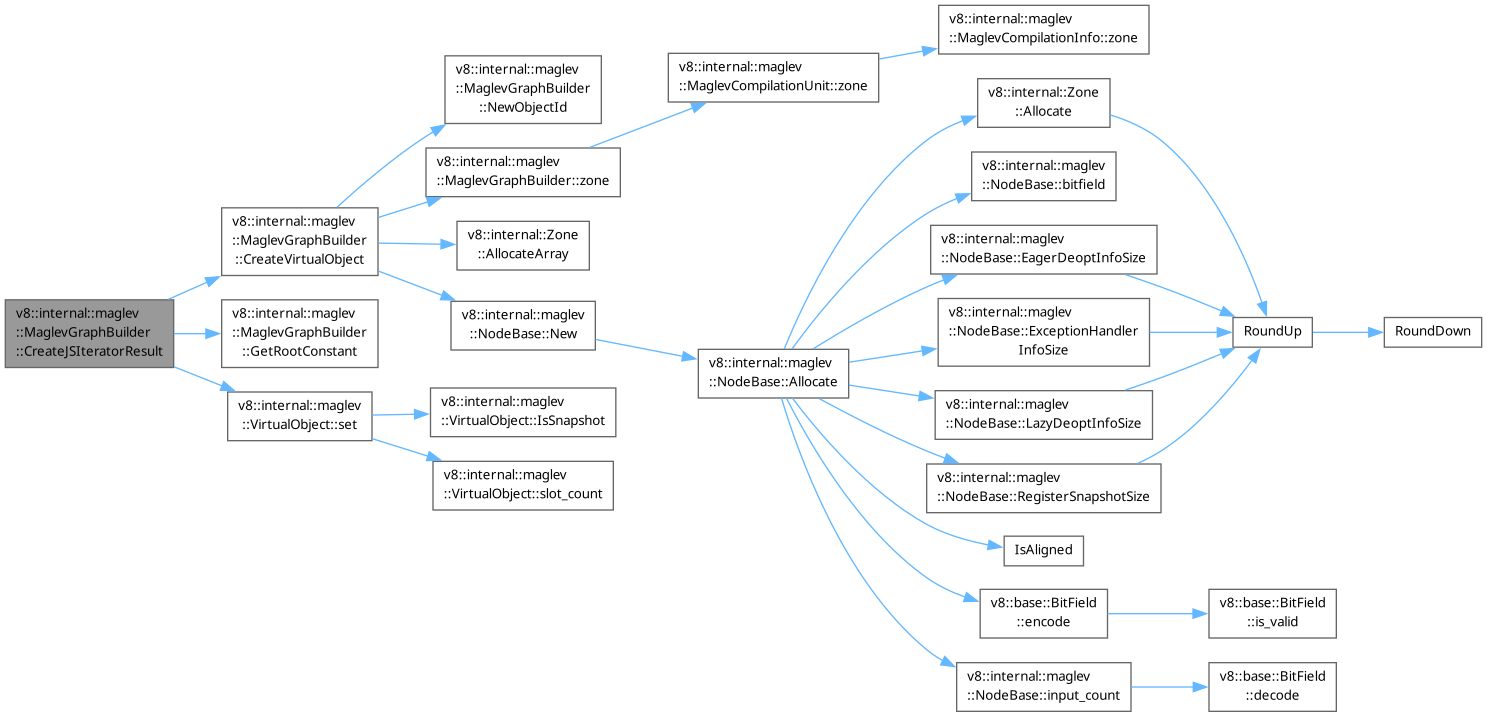 v8::internal::maglev
::MaglevGraphBuilder
::CreateJSIteratorResult
v8::internal::maglev
::MaglevGraphBuilder
::CreateVirtualObject
v8::internal::maglev
::MaglevGraphBuilder
::GetRootConstant
v8::internal::maglev
::VirtualObject::set
v8::internal::maglev
::MaglevGraphBuilder
::NewObjectId
v8::internal::maglev
::MaglevGraphBuilder::zone
v8::internal::Zone
::AllocateArray
v8::internal::maglev
::NodeBase::New
v8::internal::maglev
::VirtualObject::IsSnapshot
v8::internal::maglev
::VirtualObject::slot_count
v8::internal::maglev
::MaglevCompilationUnit::zone
v8::internal::maglev
::NodeBase::Allocate
v8::internal::maglev
::MaglevCompilationInfo::zone
v8::internal::Zone
::Allocate
v8::internal::maglev
::NodeBase::bitfield
v8::internal::maglev
::NodeBase::EagerDeoptInfoSize
v8::internal::maglev
::NodeBase::ExceptionHandler
InfoSize
v8::internal::maglev
::NodeBase::LazyDeoptInfoSize
v8::internal::maglev
::NodeBase::RegisterSnapshotSize
IsAligned
v8::base::BitField
::encode
v8::internal::maglev
::NodeBase::input_count
RoundUp
RoundDown
v8::base::BitField
::is_valid
v8::base::BitField
::decode